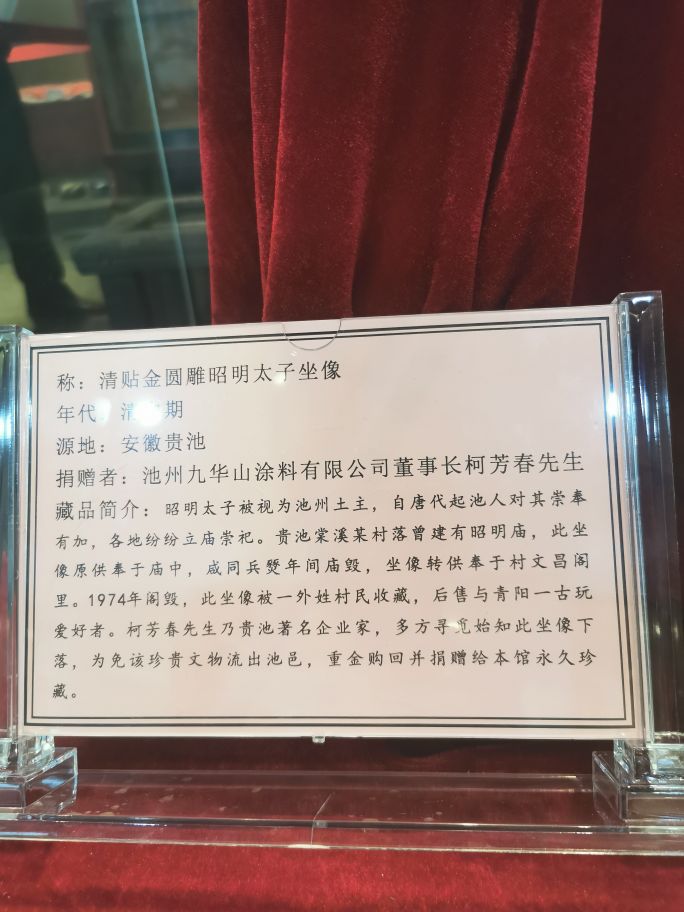 称：清贴金圆雕昭明太子坐像
年代：清 期
源地：安徽贵池
捐赠者：池州九华山涂料有限公司董事长柯芳春先生
藏品简介：昭明太子被视为池州土主，自唐代起池人对其崇奉
有加，各地纷纷立庙崇祀。贵池棠溪某村落曾建有昭明庙，此坐
像原供奉于庙中，咸同兵燹年间庙毁，坐像转供奉于村文昌阁
里。1974年阁毁，此坐像被一外姓村民收藏，后售与青阳一古玩
爱好者。柯芳春先生乃贵池著名企业家，多方寻觅始知此坐像下
落，为免该珍贵文物流出池邑，重金购回并捐赠给本馆永久珍
藏。